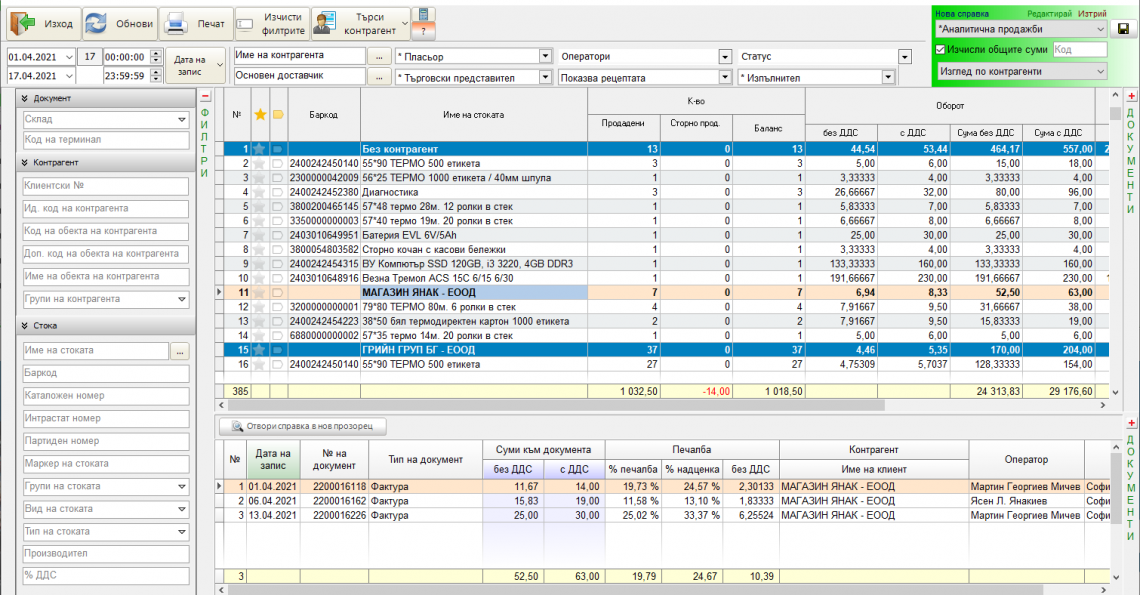 Изход
Обнови
Печат
Изчисти филтрите
Търси контрагент
?
Нова справка Редактирай Изтрий
*Аналитична продажби
Изчисли общите суми Код
Изглед по контрагенти
01.04.2021 17 00:00:00
17.04.2021 23:59:59
Дата на запис
Име на контрагента ... * Пласьор Оператори Статус
Основен доставчик ... * Търговски представител Показва рецептата * Изпълнител
Документ
Склад
Код на терминал
Контрагент
Клиентски №
Ид. код на контрагента
Код на обекта на контрагента
Доп. код на обекта на контрагента
Име на обекта на контрагента
Групи на контрагента
Стока
Име на стоката ...
Баркод
Каталожен номер
Интрастат номер
Партиден номер
Маркер на стоката
Групи на стоката
Вид на стоката
Тип на стоката
Производител
% ДДС
ФИЛТРИ
№ Баркод Име на стоката К-во Оборот
Продадени Сторно прод. Баланс без ДДС с ДДС Сума без ДДС Сума с ДДС
1 Без контрагент 13 0 13 44,54 53,44 464,17 557,00
2 2400242450140 55*90 ТЕРМО 500 етикета 3 0 3 5,00 6,00 15,00 18,00
3 2300000042009 56*25 ТЕРМО 1000 етикета / 40мм шпула 1 0 1 3,33333 4,00 3,33333 4,00
4 2400242452380 Диагностика 3 0 3 26,66667 32,00 80,00 96,00
5 3800200465145 57*48 термо 28м. 12 ролки в стек 1 0 1 5,83333 7,00 5,83333 7,00
6 3350000000003 57*40 термо 19м. 20 ролки в стек 1 0 1 6,66667 8,00 6,66667 8,00
7 2403010649951 Батерия EVL 6V/5Ah 1 0 1 25,00 30,00 25,00 30,00
8 3800054803582 Сторно кочан с касови бележки 1 0 1 3,33333 4,00 3,33333 4,00
9 2400242454315 ВУ Компютър SSD 120GB, i3 3220, 4GB DDR3 1 0 1 133,33333 160,00 133,33333 160,00
10 2403010648916 Везна Тремол ACS 15C 6/15 6/30 1 0 1 191,66667 230,00 191,66667 230,00
11 МАГАЗИН ЯНАК - ЕООД 7 0 7 6,94 8,33 52,50 63,00
12 3200000000001 79*80 ТЕРМО 80м. 6 ролки в стек 4 0 4 7,91667 9,50 31,66667 38,00
13 2400242454223 38*50 бял термодиректен картон 1000 етикета 2 0 2 7,91667 9,50 15,83333 19,00
14 6880000000002 57*35 термо 14м. 20 ролки в стек 1 0 1 5,00 6,00 5,00 6,00
15 ГРИЙН ГРУП БГ - ЕООД 37 0 37 4,46 5,35 170,00 204,00
16 2400242450140 55*90 ТЕРМО 500 етикета 27 0 27 4,75309 5,7037 128,33333 154,00
385 1 032,50 -14,00 1 018,50 24 313,83 29 176,60
ДОКУМЕНТИ
Отвори справка в нов прозорец
№ Дата на запис № на документ Тип на документ Суми към документа Печалба Контрагент Оператор
без ДДС с ДДС % печалба % надценка без ДДС Име на клиент
1 01.04.2021 2200016118 Фактура 11,67 14,00 19,73 % 24,57 % 2,30133 МАГАЗИН ЯНАК - ЕООД Мартин Георгиев Мичев Софи
2 06.04.2021 2200016162 Фактура 15,83 19,00 11,58 % 13,10 % 1,83333 МАГАЗИН ЯНАК - ЕООД Ясен Л. Янакиев Софи
3 13.04.2021 2200016226 Фактура 25,00 30,00 25,02 % 33,37 % 6,25524 МАГАЗИН ЯНАК - ЕООД Мартин Георгиев Мичев Софи
3 52,50 63,00 19,79 24,67 10,39
ДОКУМЕНТИ